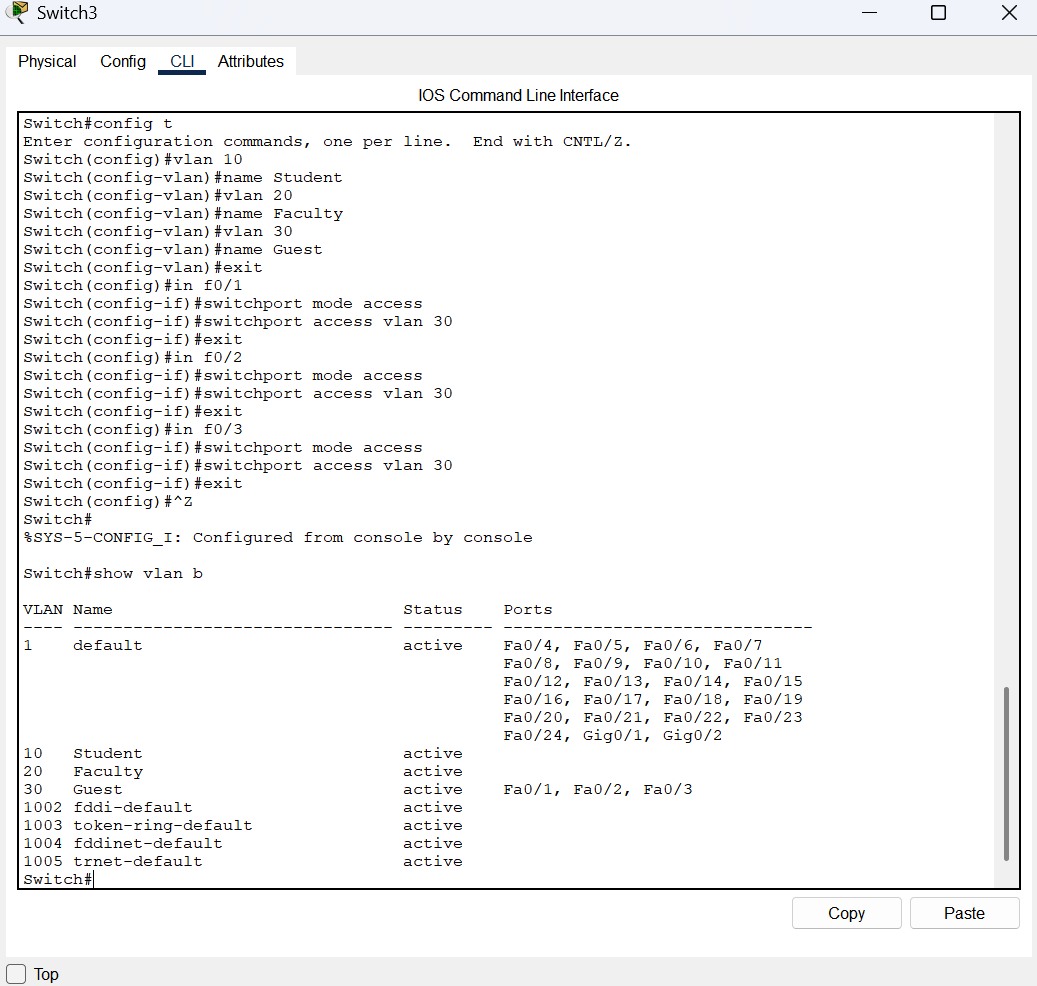 Switch3
Physical Config CLI Attributes
IOS Command Line Interface
Switch#config t
Enter configuration commands, one per line.  End with CNTL/Z.
Switch(config)#vlan 10
Switch(config-vlan)#name Student
Switch(config-vlan)#vlan 20
Switch(config-vlan)#name Faculty
Switch(config-vlan)#vlan 30
Switch(config-vlan)#name Guest
Switch(config-vlan)#exit
Switch(config)#in f0/1
Switch(config-if)#switchport mode access
Switch(config-if)#switchport access vlan 30
Switch(config-if)#exit
Switch(config)#in f0/2
Switch(config-if)#switchport mode access
Switch(config-if)#switchport access vlan 30
Switch(config-if)#exit
Switch(config)#in f0/3
Switch(config-if)#switchport mode access
Switch(config-if)#switchport access vlan 30
Switch(config-if)#exit
Switch(config)#^Z
Switch#
%SYS-5-CONFIG_I: Configured from console by console
Switch#show vlan b
VLAN Name                             Status    Ports
---- -------------------------------- --------- -------------------------------
1    default                          active    Fa0/4, Fa0/5, Fa0/6, Fa0/7
                                                Fa0/8, Fa0/9, Fa0/10, Fa0/11
                                                Fa0/12, Fa0/13, Fa0/14, Fa0/15
                                                Fa0/16, Fa0/17, Fa0/18, Fa0/19
                                                Fa0/20, Fa0/21, Fa0/22, Fa0/23
                                                Fa0/24, Gig0/1, Gig0/2
10   Student                          active
20   Faculty                          active
30   Guest                            active    Fa0/1, Fa0/2, Fa0/3
1002 fddi-default                     active
1003 token-ring-default               active
1004 fddinet-default                  active
1005 trnet-default                    active
Switch#
Copy Paste
Top